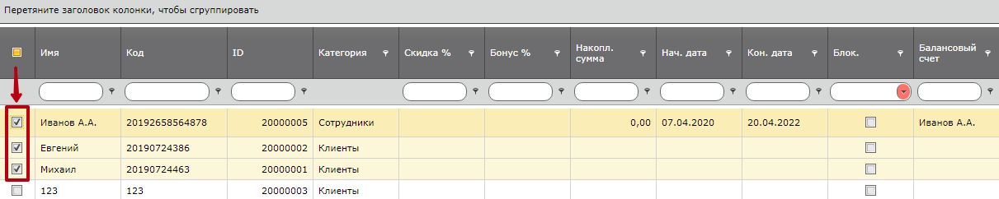 Перетяните заголовок колонки, чтобы сгруппировать
Имя Код ID Категория Скидка % Бонус % Накопл. сумма Нач. дата Кон. дата Блок. Балансовый счет
Иванов А.А. 20192658564878 20000005 Сотрудники 0,00 07.04.2020 20.04.2022 Иванов А.А.
Евгений 20190724386 20000002 Клиенты
Михаил 20190724463 20000001 Клиенты
123 123 20000003 Клиенты